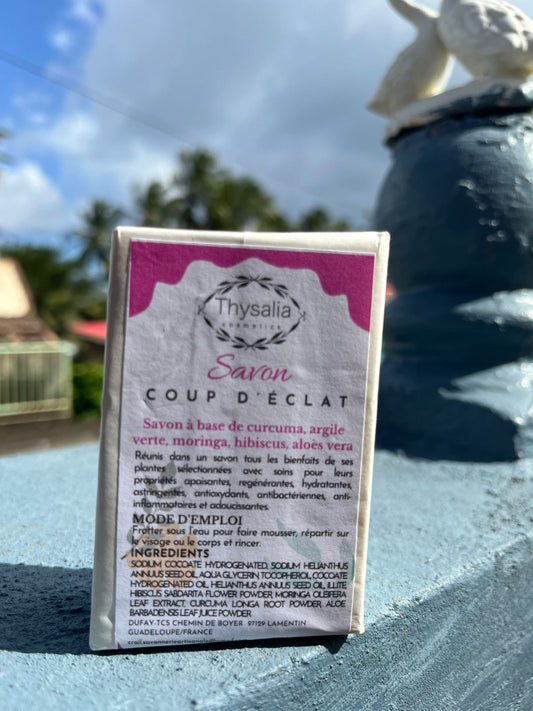 Thysalia
cosmetics
Savon
COUP D'ÉCLAT
Savon à base de curcuma, argile
verte, moringa, hibiscus, aloès vera
Réunis dans un savon tous les bienfaits de ses
plantes sélectionnées avec soins pour leurs
propriétés apaisantes, regénérantes, hydratantes,
astringentes, antioxydants, antibactériennes, anti-
inflammatoires et adoucissantes.
MODE D'EMPLOI
Frotter sous l'eau pour faire mousser, répartir sur
le visage ou le corps et rincer.
INGREDIENTS
SODIUM COCOATE HYDROGENATED, SODIUM HELIANTHUS
ANNUUS SEED OIL, AQUA GLYCERIN TOCOPHEROL, COCOATE
HYDROGENATED OIL, HELIANTHUS ANNUUS SEED OIL, ILLITE,
HIBISCUS SABDARIFA FLOWER POWDER, MORINGA OLEIFERA
LEAF EXTRACT, CURCUMA LONGA ROOT POWDER, ALOE
BARBADENSIS LEAF JUICE POWDER.
DUFAY-TCS CHEMIN DE BOYER 97129 LAMENTIN
GUADELOUPE/FRANCE